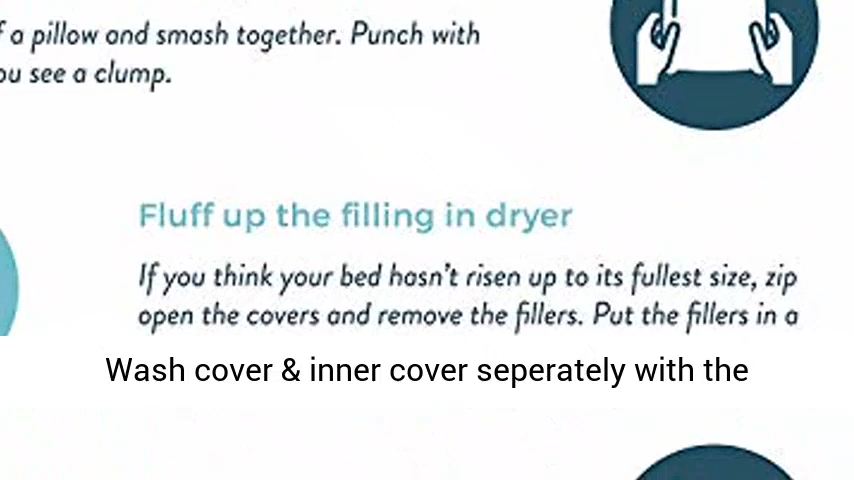 a pillow and smash together. Punch with
see a clump.
Fluff up the filling in dryer
If you think your bed hasn't risen up to its fullest size, zip
open the covers and remove the fillers. Put the fillers in a
Wash cover & inner cover seperately with the